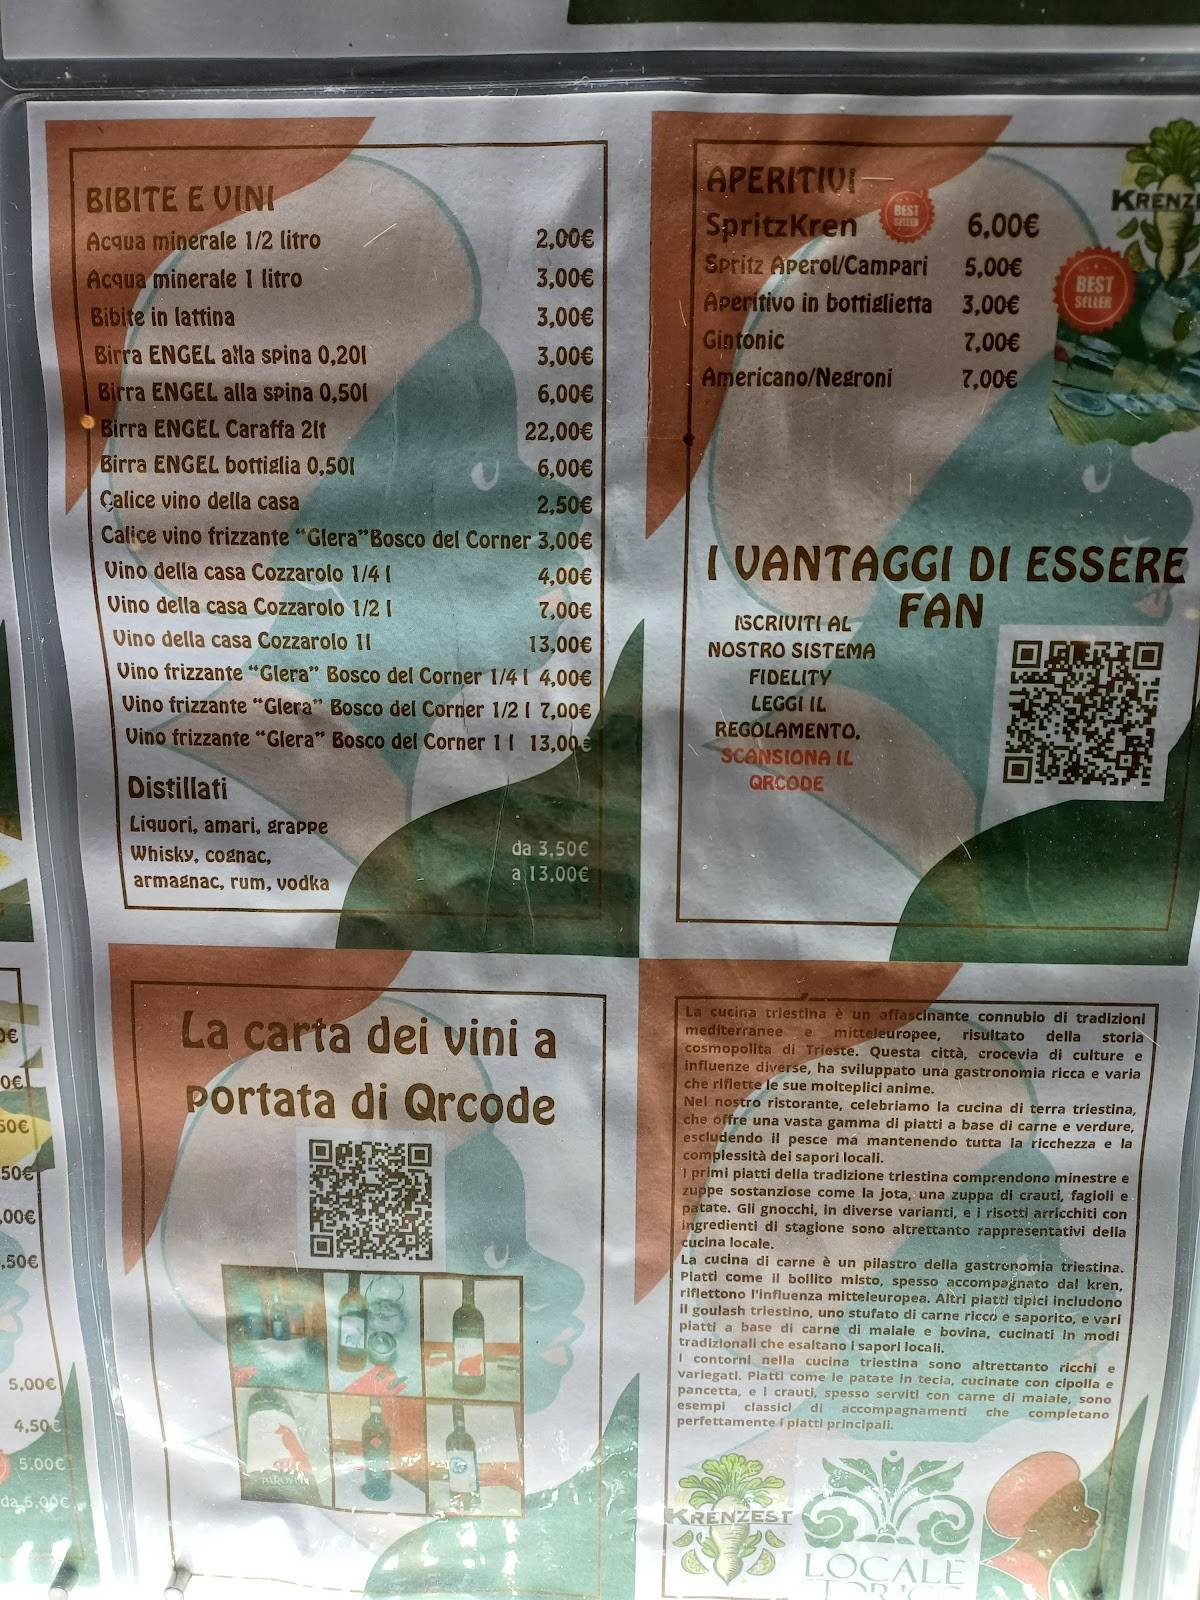 BIBITE E VINI
Acqua minerale 1/2 litro 2,00€
Acqua minerale 1 litro 3,00€
Bibite in lattina 3,00€
Birra ENGEL alla spina 0,20l 3,00€
Birra ENGEL alla spina 0,50l 6,00€
Birra ENGEL Caraffa 2lt 22,00€
Birra ENGEL bottiglia 0,50l 6,00€
Calice vino della casa 2,50€
Calice vino frizzante “Glera”Bosco del Corner 3,00€
Vino della casa Cozzarolo 1/4 l 4,00€
Vino della casa Cozzarolo 1/2 l 7,00€
Vino della casa Cozzarolo 1l 13,00€
Vino frizzante “Glera” Bosco del Corner 1/4 l 4,00€
Vino frizzante “Glera” Bosco del Corner 1/2 l 7,00€
Vino frizzante “Glera” Bosco del Corner 1 l 13,00€
Distillati
Liquori, amari, grappe
Whisky, cognac, da 3,50€
armagnac, rum, vodka a 13,00€
APERITIVI
SpritzKren BEST SELLER 6,00€
Spritz Aperol/Campari 5,00€
Aperitivo in bottiglietta 3,00€
Gintonic 7,00€
Americano/Negroni 7,00€
KRENZE
BEST
SELLER
I VANTAGGI DI ESSERE
FAN
ISCRIVITI AL
NOSTRO SISTEMA
FIDELITY
LEGGI IL
REGOLAMENTO.
SCANSIONA IL
QRCODE
La carta dei vini a
portata di Qrcode
La cucina triestina è un affascinante connubio di tradizioni
mediterranee e mitteleuropee, risultato della storia
cosmopolita di Trieste. Questa città, crocevia di culture e
influenze diverse, ha sviluppato una gastronomia ricca e varia
che riflette le sue molteplici anime.
Nel nostro ristorante, celebriamo la cucina di terra triestina,
che offre una vasta gamma di piatti a base di carne e verdure,
escludendo il pesce ma mantenendo tutta la ricchezza e la
complessità dei sapori locali.
I primi piatti della tradizione triestina comprendono minestre e
zuppe sostanziose come la jota, una zuppa di crauti, fagioli e
patate. Gli gnocchi, in diverse varianti, e i risotti arricchiti con
ingredienti di stagione sono altrettanto rappresentativi della
cucina locale.
La cucina di carne è un pilastro della gastronomia triestina.
Piatti come il bollito misto, spesso accompagnato dal kren,
riflettono l'influenza mitteleuropea. Altri piatti tipici includono
il goulash triestino, uno stufato di carne ricco e saporito, e vari
piatti a base di carne di maiale e bovina, cucinati in modi
tradizionali che esaltano i sapori locali.
I contorni nella cucina triestina sono altrettanto ricchi e
variegati. Piatti come le patate in tecia, cucinate con cipolla e
pancetta, e i crauti, spesso serviti con carne di maiale, sono
esempi classici di accompagnamenti che completano
perfettamente i piatti principali.
KRENZEST
LOCALE
0€
0€
50€
50€
,00€
,50€
5,00€
4,50€
5,00€
da 5,00€